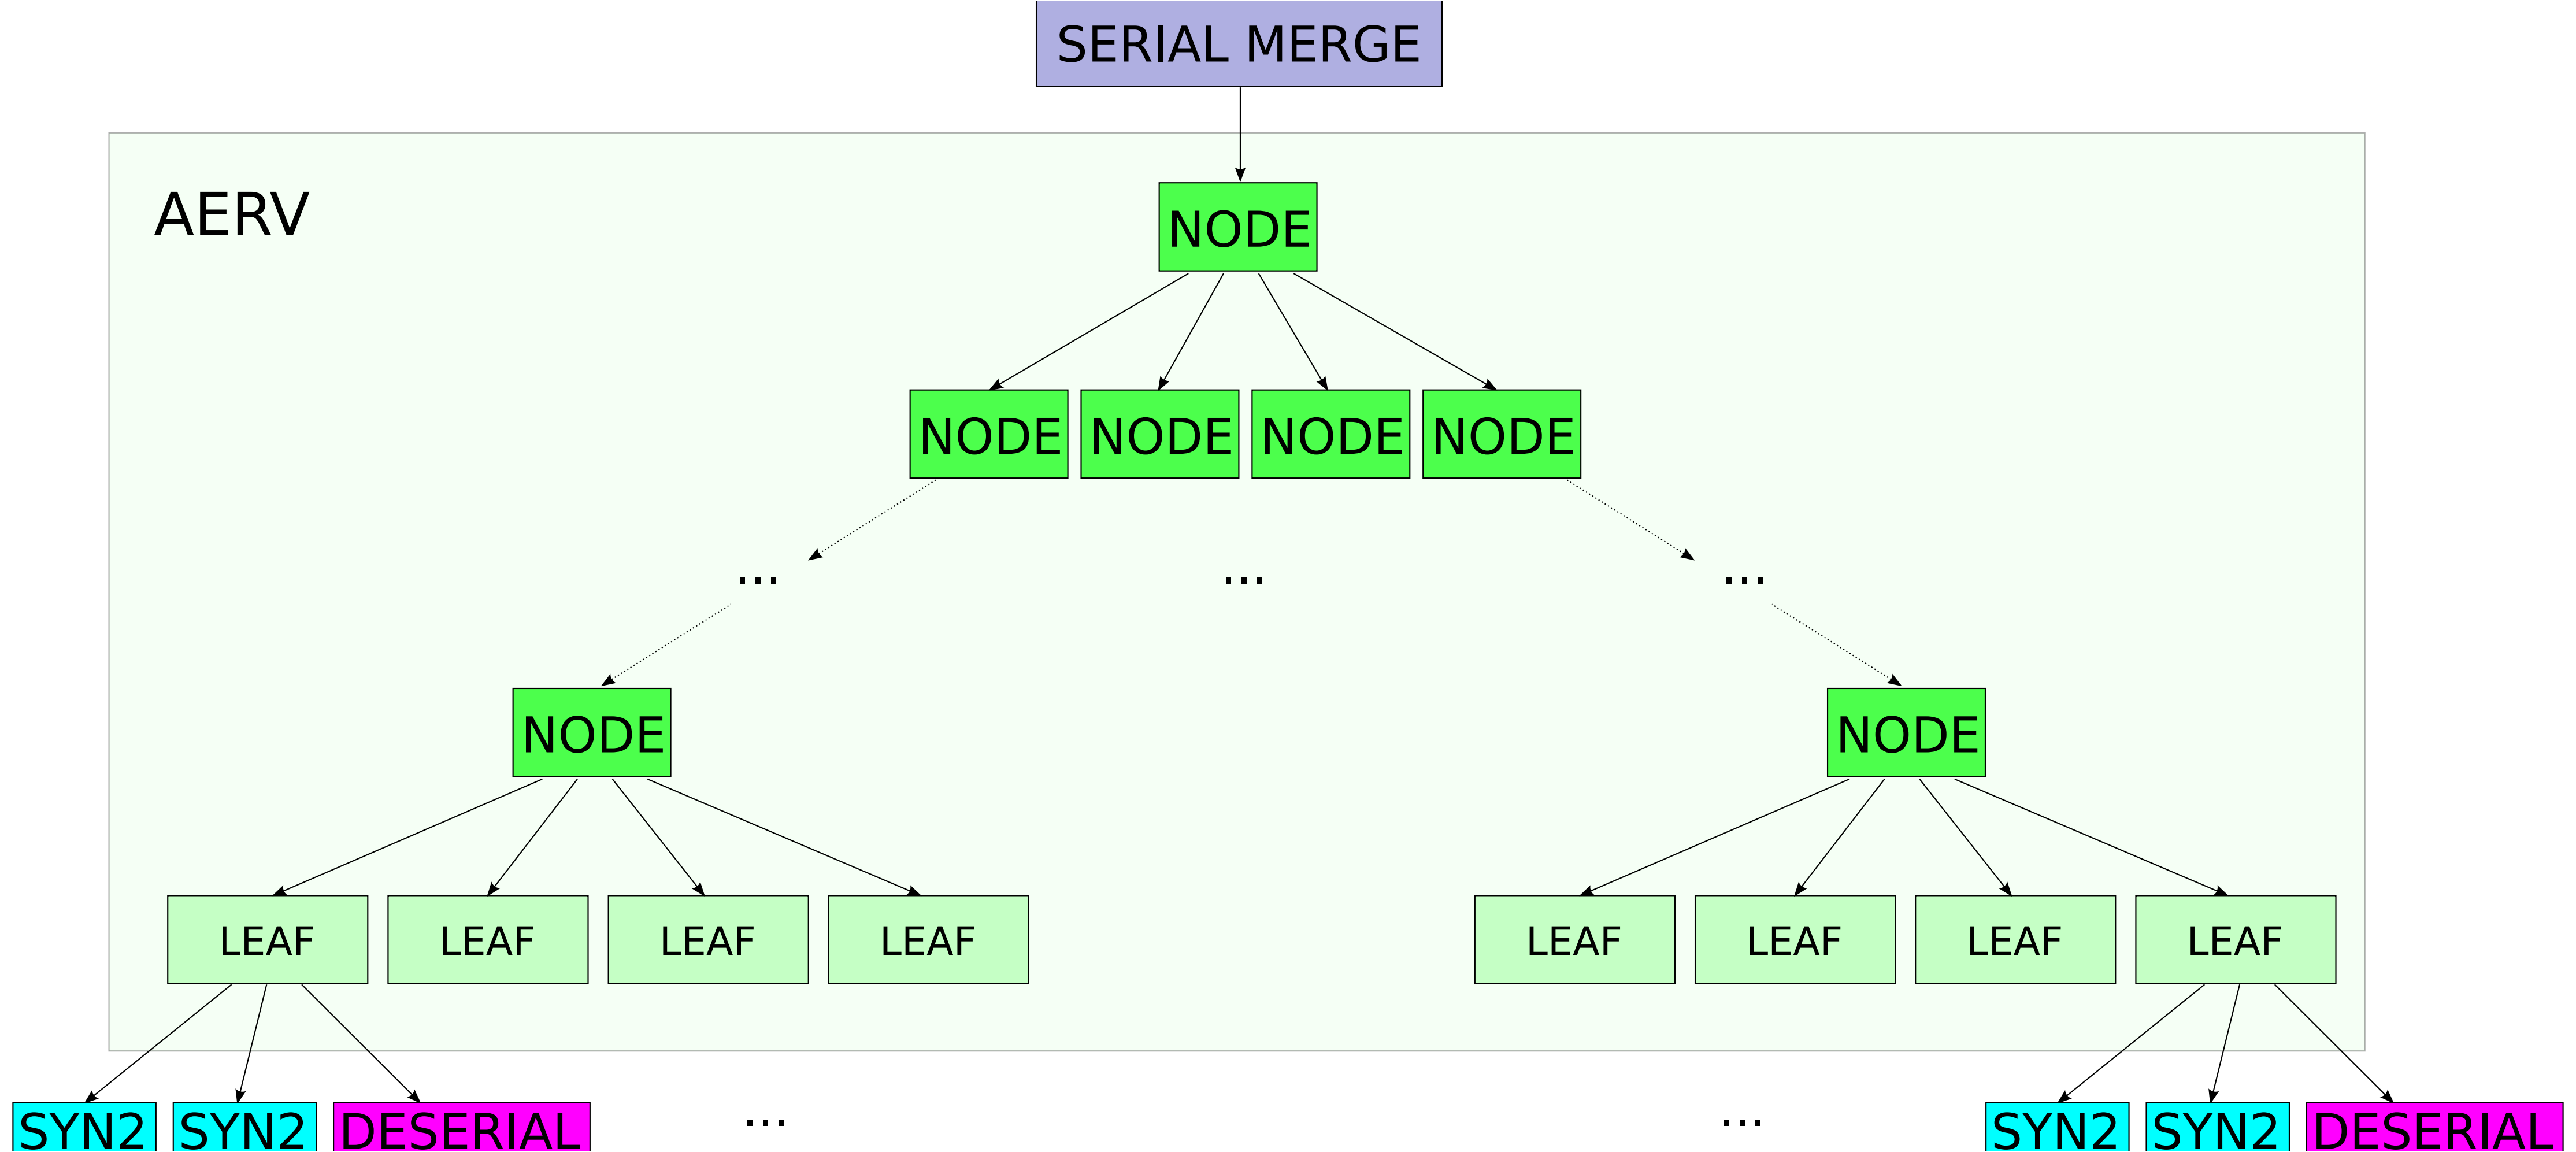 SERIAL MERGE
AERV
NODE
NODE NODE NODE NODE
... ... ...
NODE NODE
LEAF LEAF LEAF LEAF LEAF LEAF LEAF LEAF
SYN2 SYN2 DESERIAL ... ... SYN2 SYN2 DESERIAL